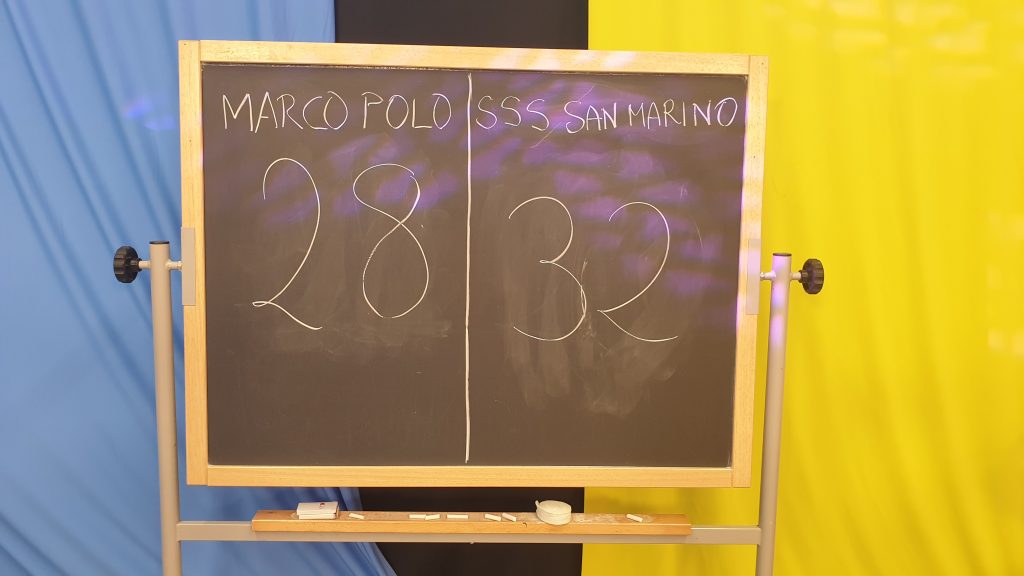 MARCO POLO
SSS SAN MARINO
28
32